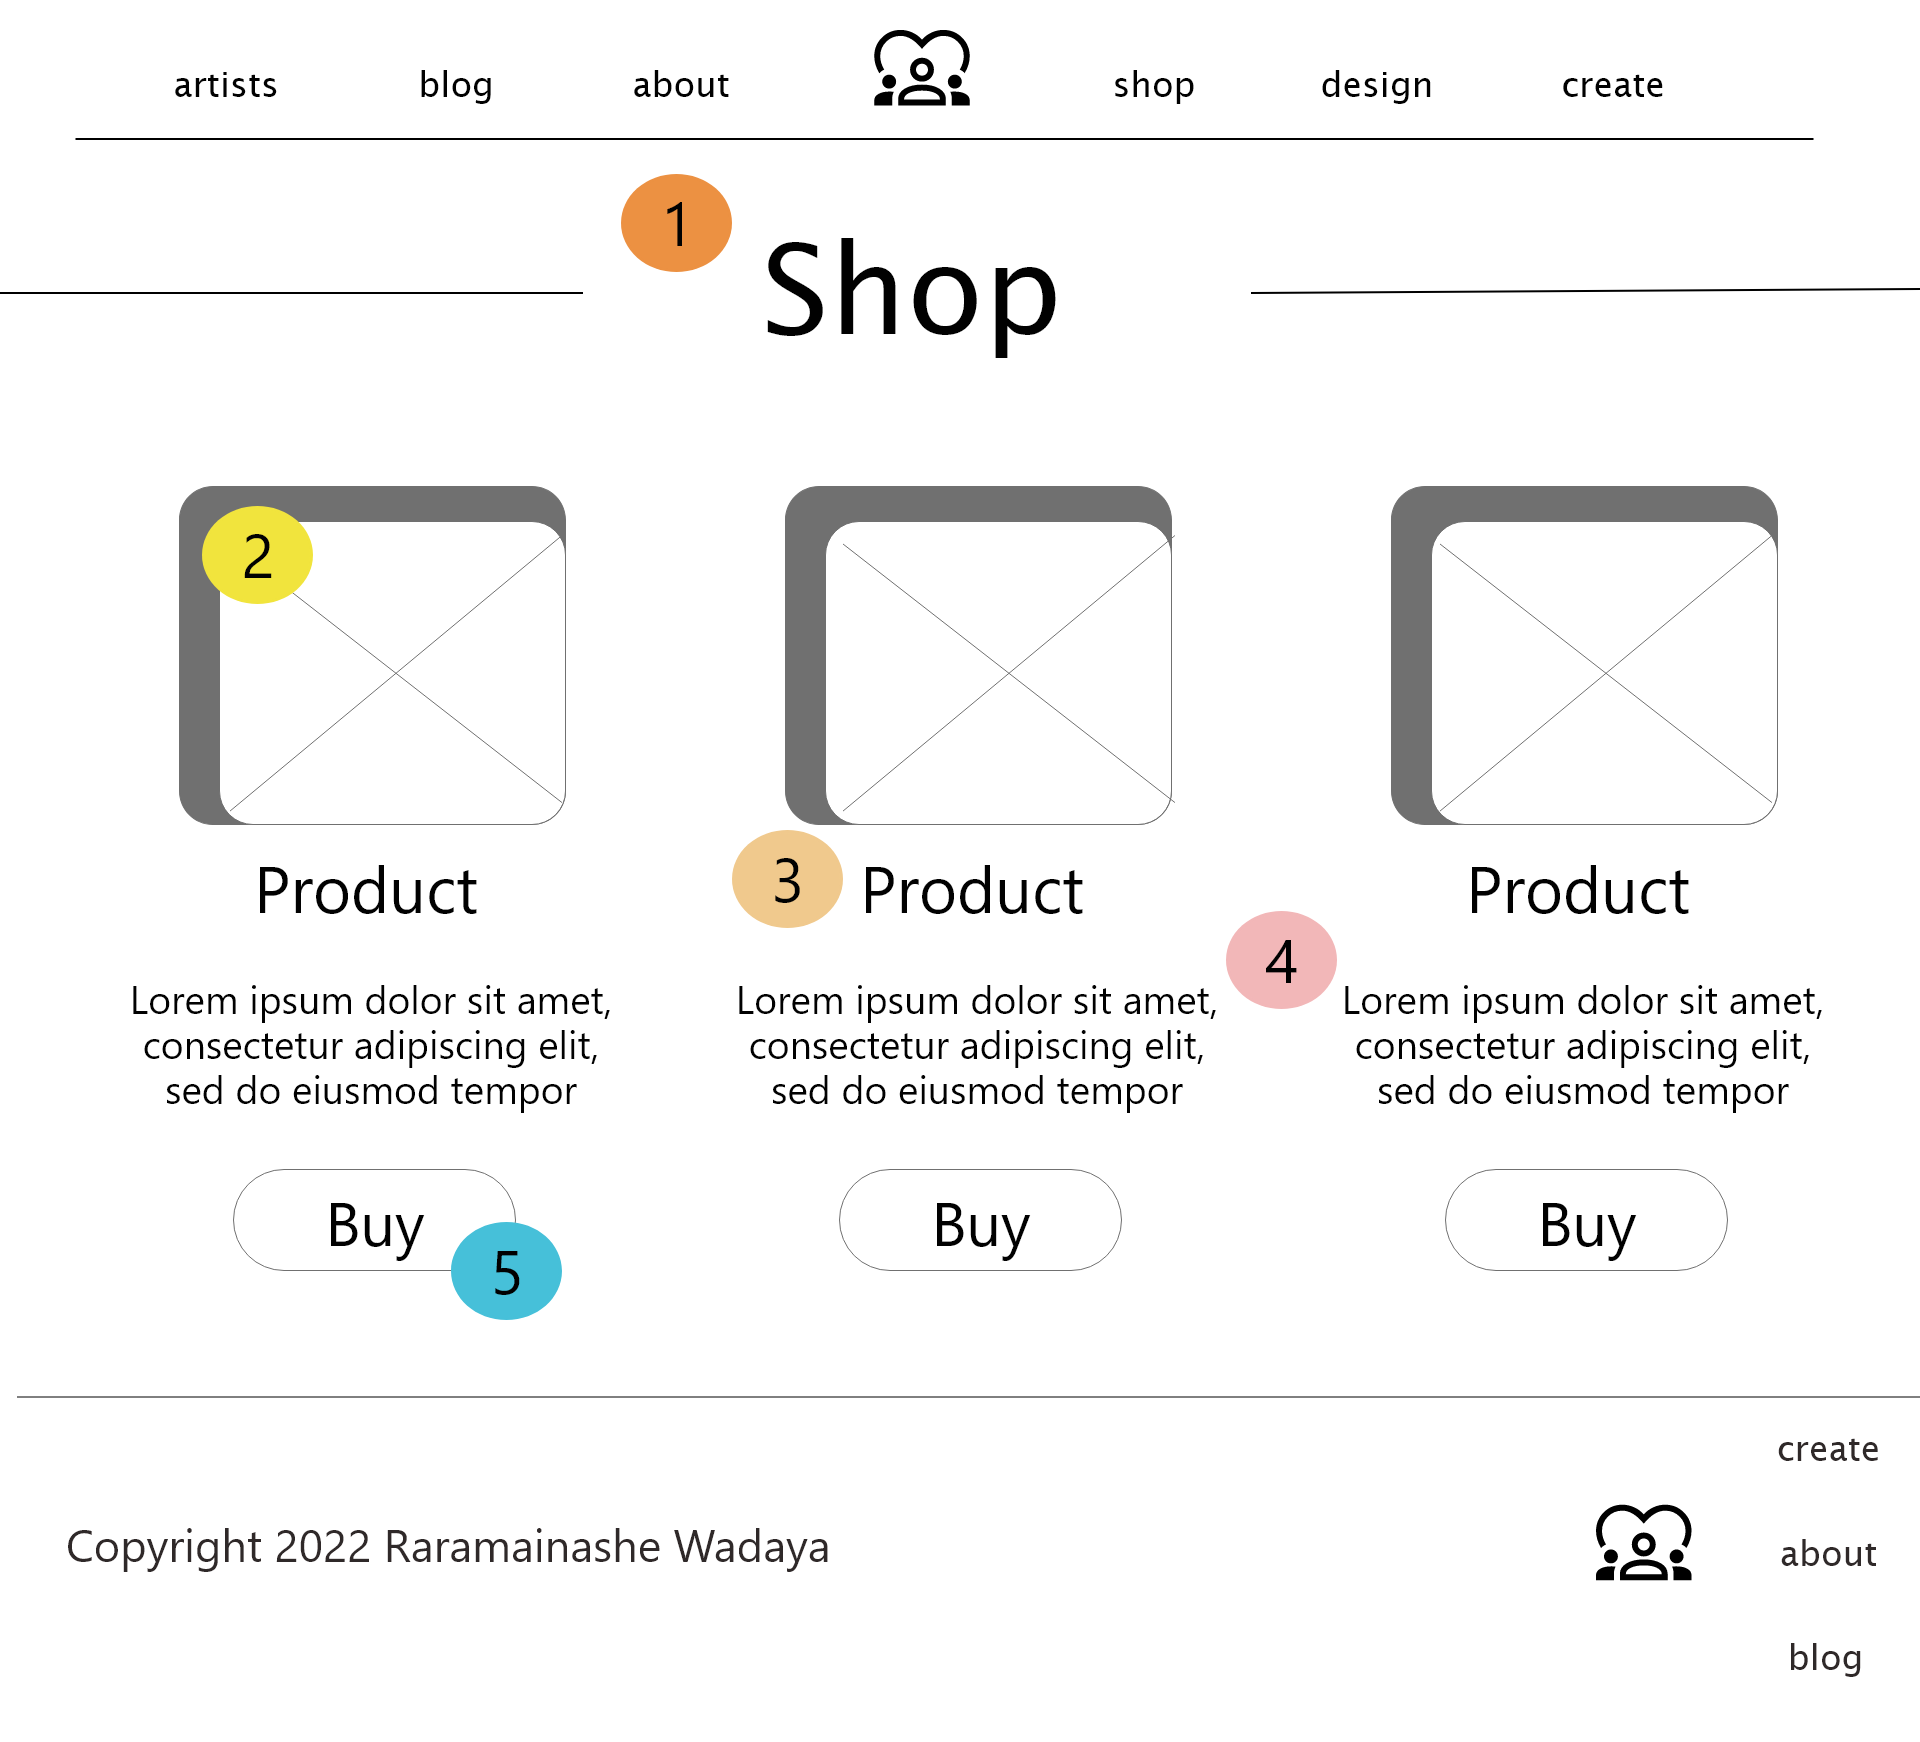 artists blog about shop design create
1
Shop
2
3
Product Product Product
4
Lorem ipsum dolor sit amet,
consectetur adipiscing elit,
sed do eiusmod tempor
Lorem ipsum dolor sit amet,
consectetur adipiscing elit,
sed do eiusmod tempor
Lorem ipsum dolor sit amet,
consectetur adipiscing elit,
sed do eiusmod tempor
Buy Buy Buy
5
create
Copyright 2022 Raramainashe Wadaya
about
blog